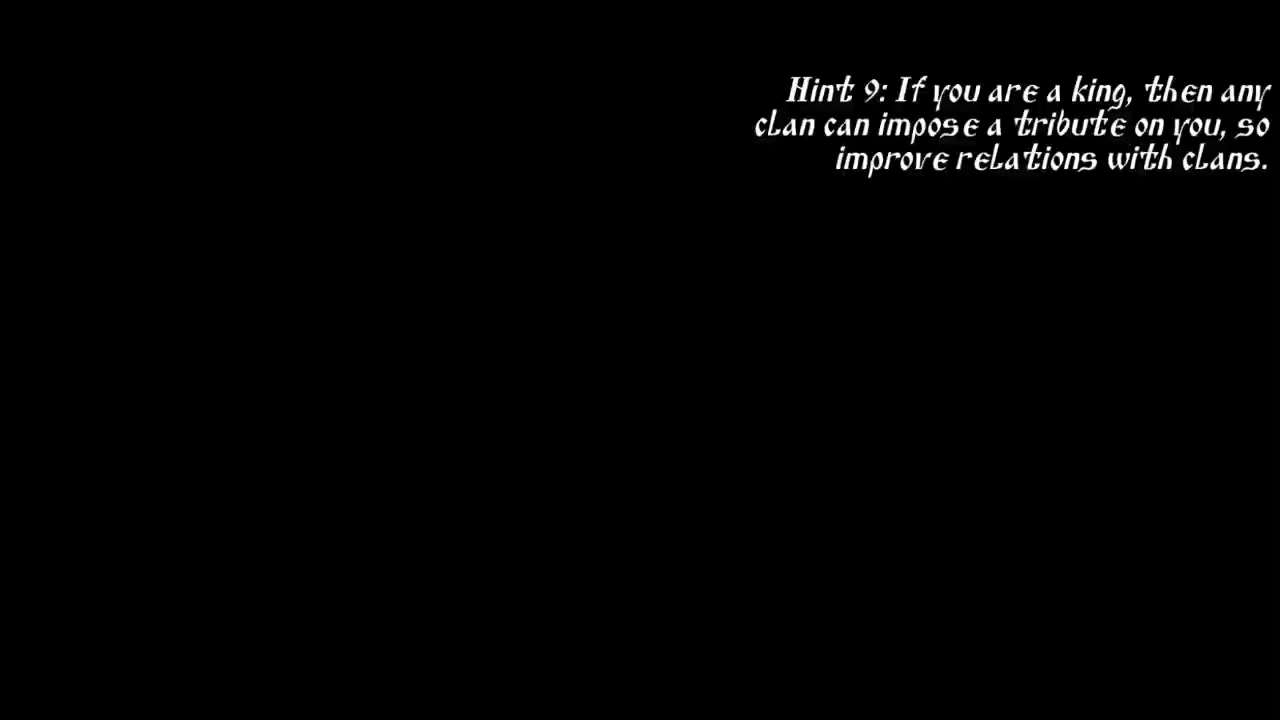 Hint 9: If you are a king, then any
clan can impose a tribute on you, so
improve relations with clans.